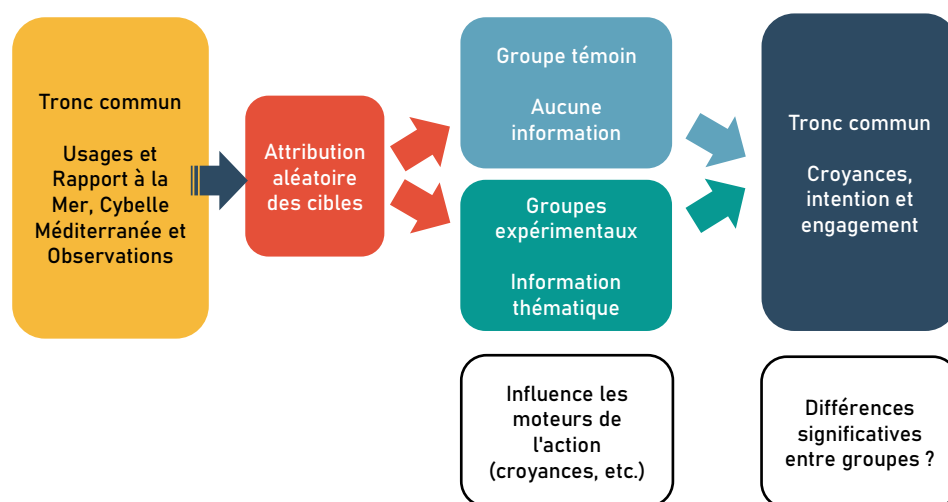 Tronc commun
Usages et
Rapport à la
Mer, Cybelle
Méditerranée et
Observations
Attribution
aléatoire
des cibles
Groupe témoin
Aucune
information
Groupes
expérimentaux
Information
thématique
Tronc commun
Croyances,
intention et
engagement
Influence les
moteurs de
l'action
(croyances, etc.)
Différences
significatives
entre groupes ?